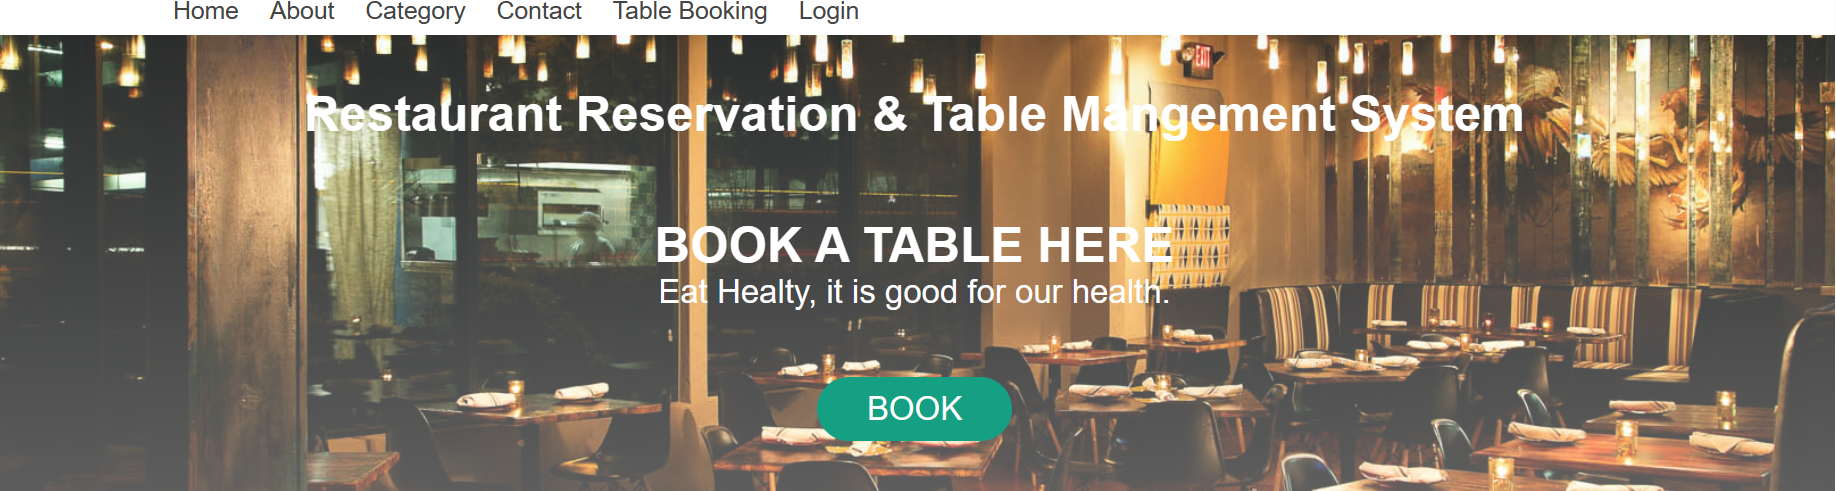 Home About Category Contact Table Booking Login
EXIT
Restaurant Reservation & Table Mangement System
BOOK A TABLE HERE
Eat Healty, it is good for our health.
BOOK